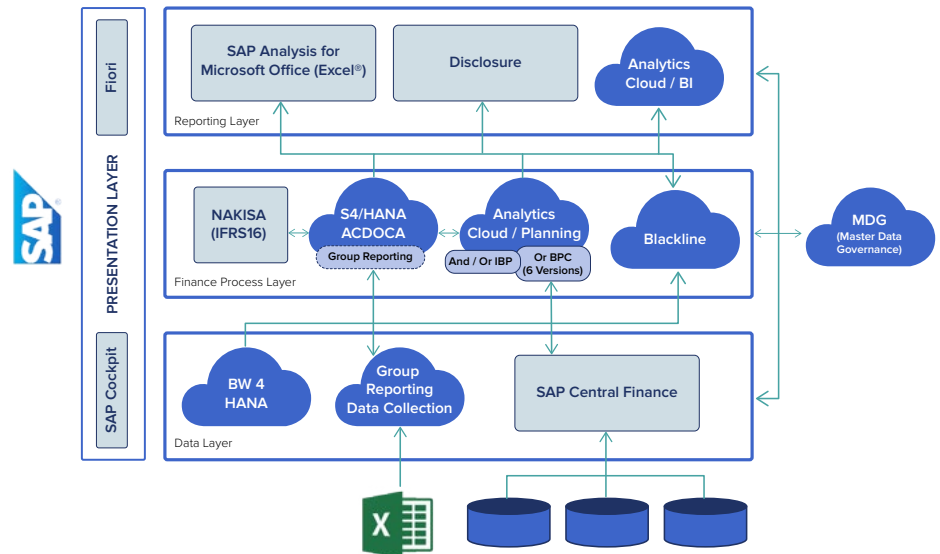 SAP®
PRESENTATION LAYER
Fiori
SAP Cockpit
SAP Analysis for
Microsoft Office (Excel®)
Disclosure
Analytics
Cloud / BI
Reporting Layer
NAKISA
(IFRS16)
S4/HANA
ACDOCA
Group Reporting
Analytics
Cloud / Planning
And / Or IBP
Or BPC
(6 Versions)
Blackline
Finance Process Layer
MDG
(Master Data
Governance)
BW 4
HANA
Group
Reporting
Data Collection
SAP Central Finance
Data Layer
X